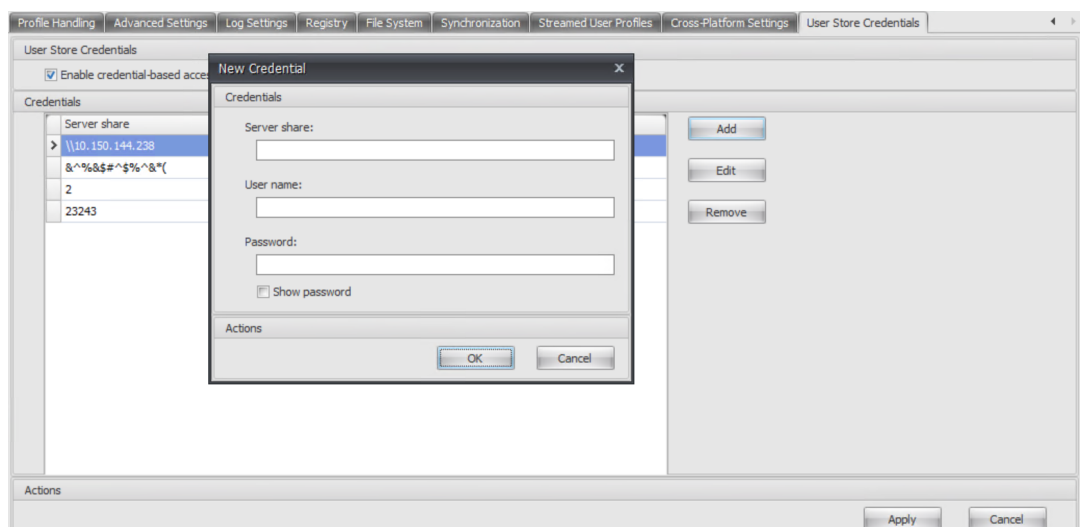 Profile Handling Advanced Settings Log Settings Registry File System Synchronization Streamed User Profiles Cross-Platform Settings User Store Credentials
User Store Credentials
Enable credential-based
New Credential x
Credentials
Credentials
Server share
Server share:
\\10.150.144.238
&^%&$#^$%^&*(
2
23243
User name:
Password:
Show password
Actions
OK Cancel
Add
Edit
Remove
Actions
Apply Cancel